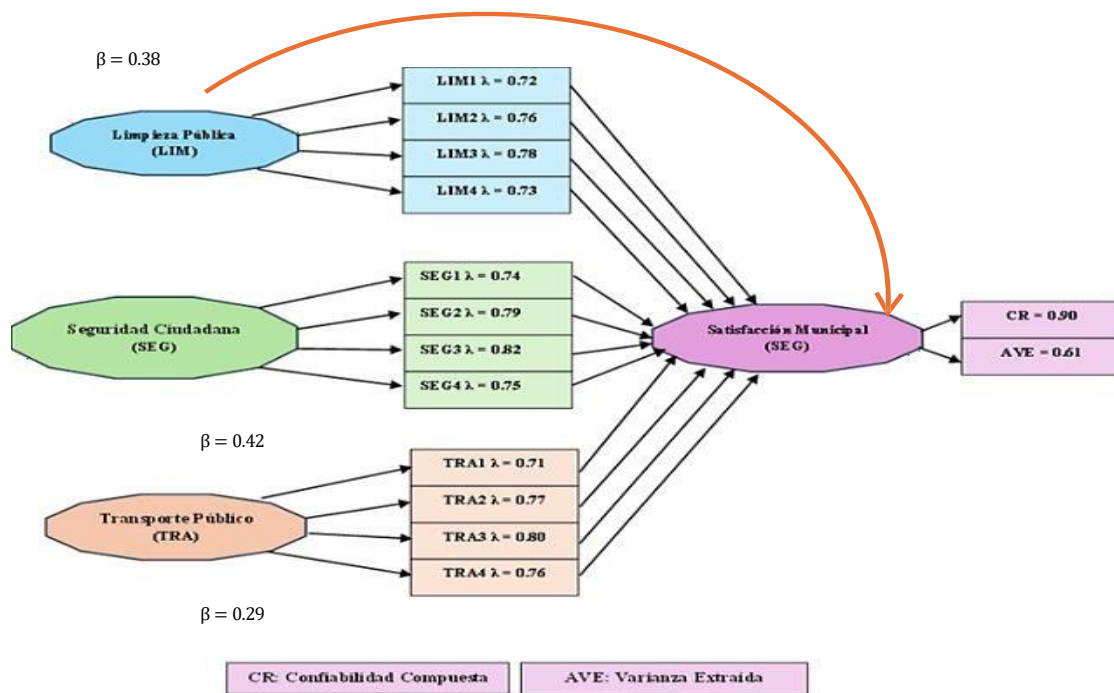 β = 0.38
Limpieza Pública
(LIM)
LIM1 λ = 0.72
LIM2 λ = 0.76
LIM3 λ = 0.78
LIM4 λ = 0.73
Seguridad Ciudadana
(SEG)
SEG1 λ = 0.74
SEG2 λ = 0.79
SEG3 λ = 0.82
SEG4 λ = 0.75
Satisfacción Municipal
(SEG)
CR = 0.90
AVE = 0.61
β = 0.42
Transporte Público
(TRA)
TRA1 λ = 0.71
TRA2 λ = 0.77
TRA3 λ = 0.80
TRA4 λ = 0.76
β = 0.29
CR: Confiabilidad Compuesta
AVE: Varianza Extraída